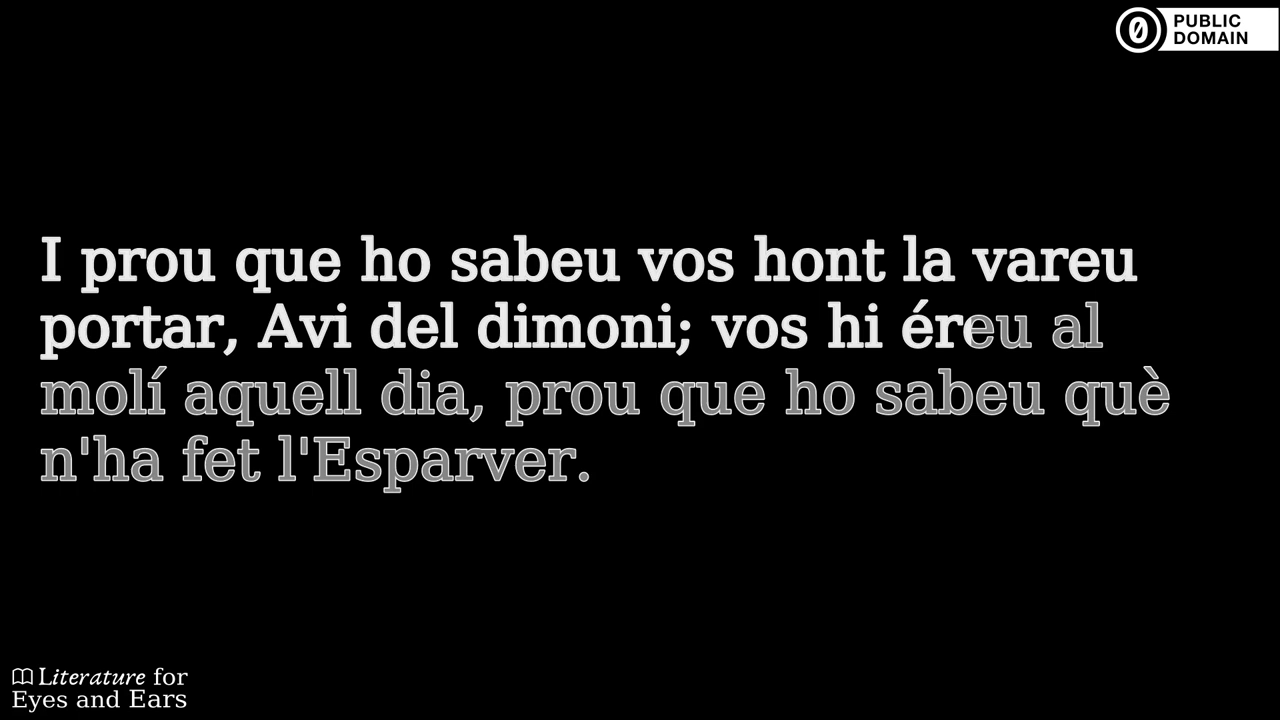 PUBLIC
DOMAIN
I prou que ho sabeu vos hont la vareu
portar, Avi del dimoni; vos hi éreu al
molí aquell dia, prou que ho sabeu què
n'ha fet l'Esparver.
Literature for
Eyes and Ears